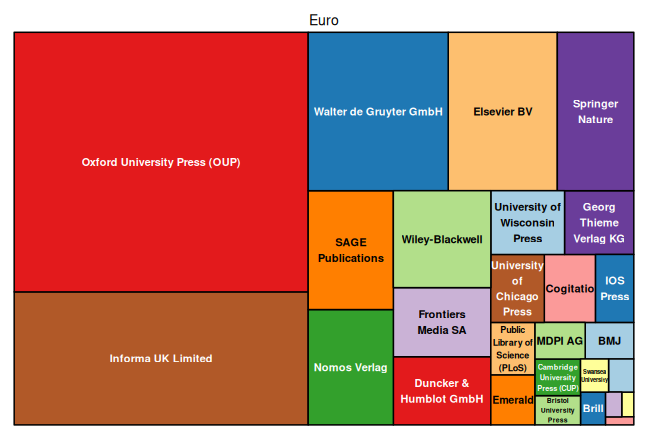 Euro
Oxford University Press (OUP)
Informa UK Limited
Walter de Gruyter GmbH
Elsevier BV
Springer
Nature
SAGE
Publications
Nomos Verlag
Wiley-Blackwell
Frontiers
Media SA
Duncker &
Humblot GmbH
University of
Wisconsin
Press
Georg
Thieme
Verlag KG
University
of
Chicago
Press
Cogitatio
IOS
Press
Public
Library of
Science
(PLoS)
Emerald
MDPI AG
BMJ
Cambridge
University
Press (CUP)
Swansea
University
Bristol
University
Press
Brill